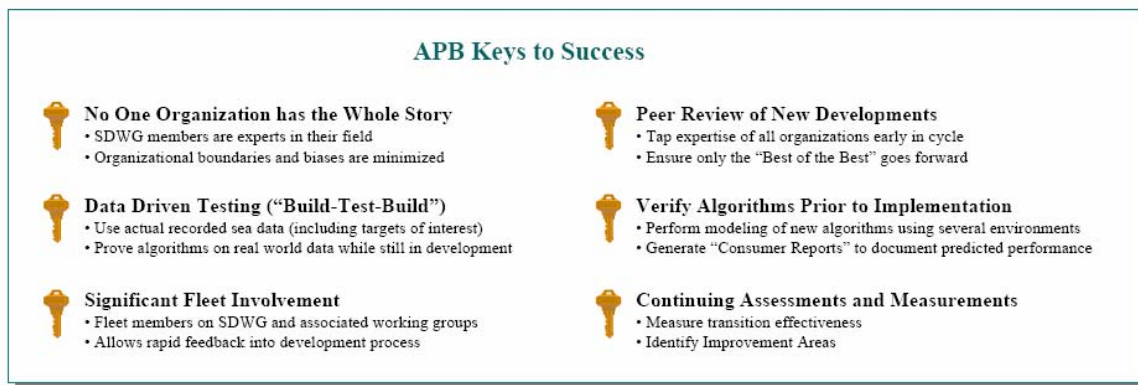 APB Keys to Success
No One Organization has the Whole Story
• SDWG members are experts in their field
• Organizational boundaries and biases are minimized
Data Driven Testing (“Build-Test-Build”)
• Use actual recorded sea data (including targets of interest)
• Prove algorithms on real world data while still in development
Significant Fleet Involvement
• Fleet members on SDWG and associated working groups
• Allows rapid feedback into development process
Peer Review of New Developments
• Tap expertise of all organizations early in cycle
• Ensure only the “Best of the Best” goes forward
Verify Algorithms Prior to Implementation
• Perform modeling of new algorithms using several environments
• Generate “Consumer Reports” to document predicted performance
Continuing Assessments and Measurements
• Measure transition effectiveness
• Identify Improvement Areas